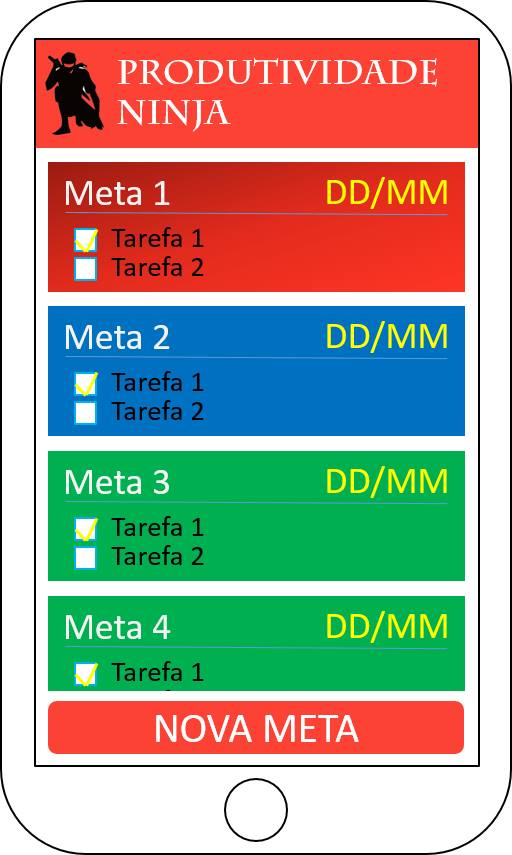 PRODUTIVIDADE
NINJA
Meta 1 DD/MM
Tarefa 1
Tarefa 2
Meta 2 DD/MM
Tarefa 1
Tarefa 2
Meta 3 DD/MM
Tarefa 1
Tarefa 2
Meta 4 DD/MM
Tarefa 1
NOVA META